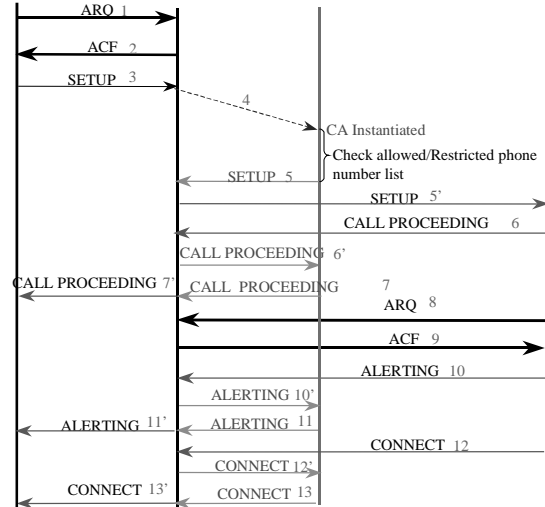 ARQ 1
ACF 2
SETUP 3
4
CA Instantiated
Check allowed/Restricted phone
number list
SETUP 5
SETUP 5'
CALL PROCEEDING 6
CALL PROCEEDING 6'
CALL PROCEEDING 7'
CALL PROCEEDING 7
ARQ 8
ACF 9
ALERTING 10
ALERTING 10'
ALERTING 11'
ALERTING 11
CONNECT 12
CONNECT 12'
CONNECT 13'
CONNECT 13